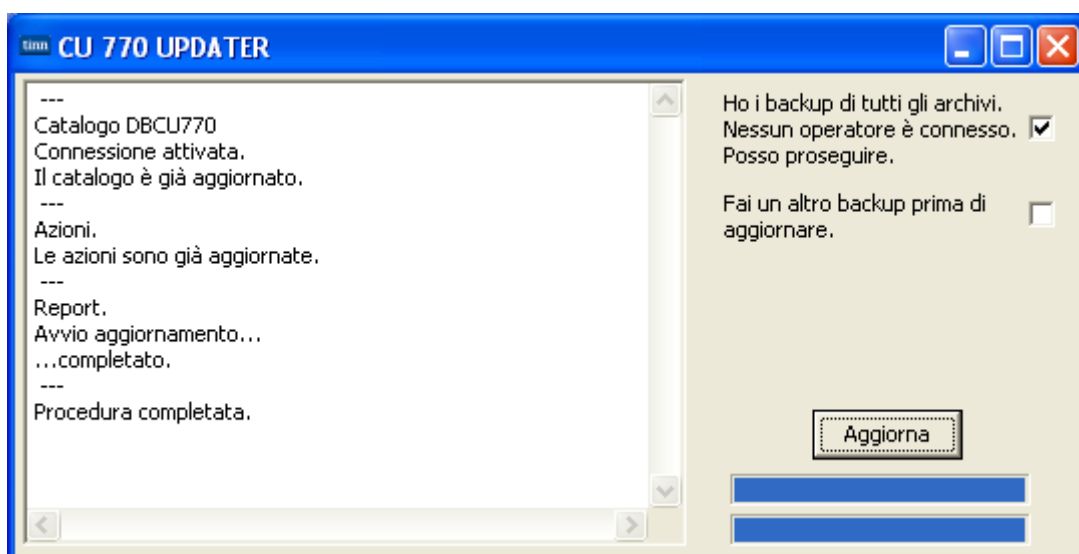 tinn CU 770 UPDATER
---
Catalogo DBCU770
Connessione attivata.
Il catalogo è già aggiornato.
---
Azioni.
Le azioni sono già aggiornate.
---
Report.
Avvio aggiornamento...
...completato.
---
Procedura completata.
Ho i backup di tutti gli archivi.
Nessun operatore è connesso.
Posso proseguire.
Fai un altro backup prima di
aggiornare.
Aggiorna